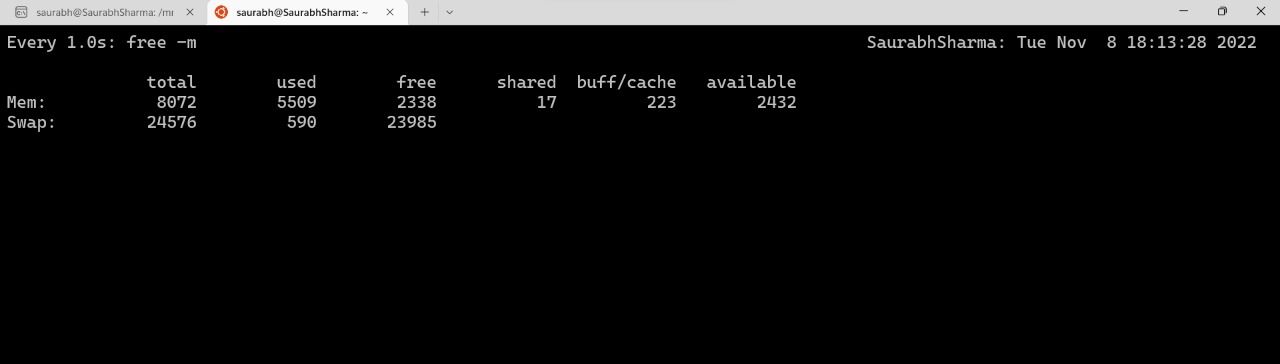 saurabh@SaurabhSharma: /mr
saurabh@SaurabhSharma: ~
Every 1.0s: free -m SaurabhSharma: Tue Nov  8 18:13:28 2022
total used free shared buff/cache available
Mem: 8072 5509 2338 17 223 2432
Swap: 24576 590 23985